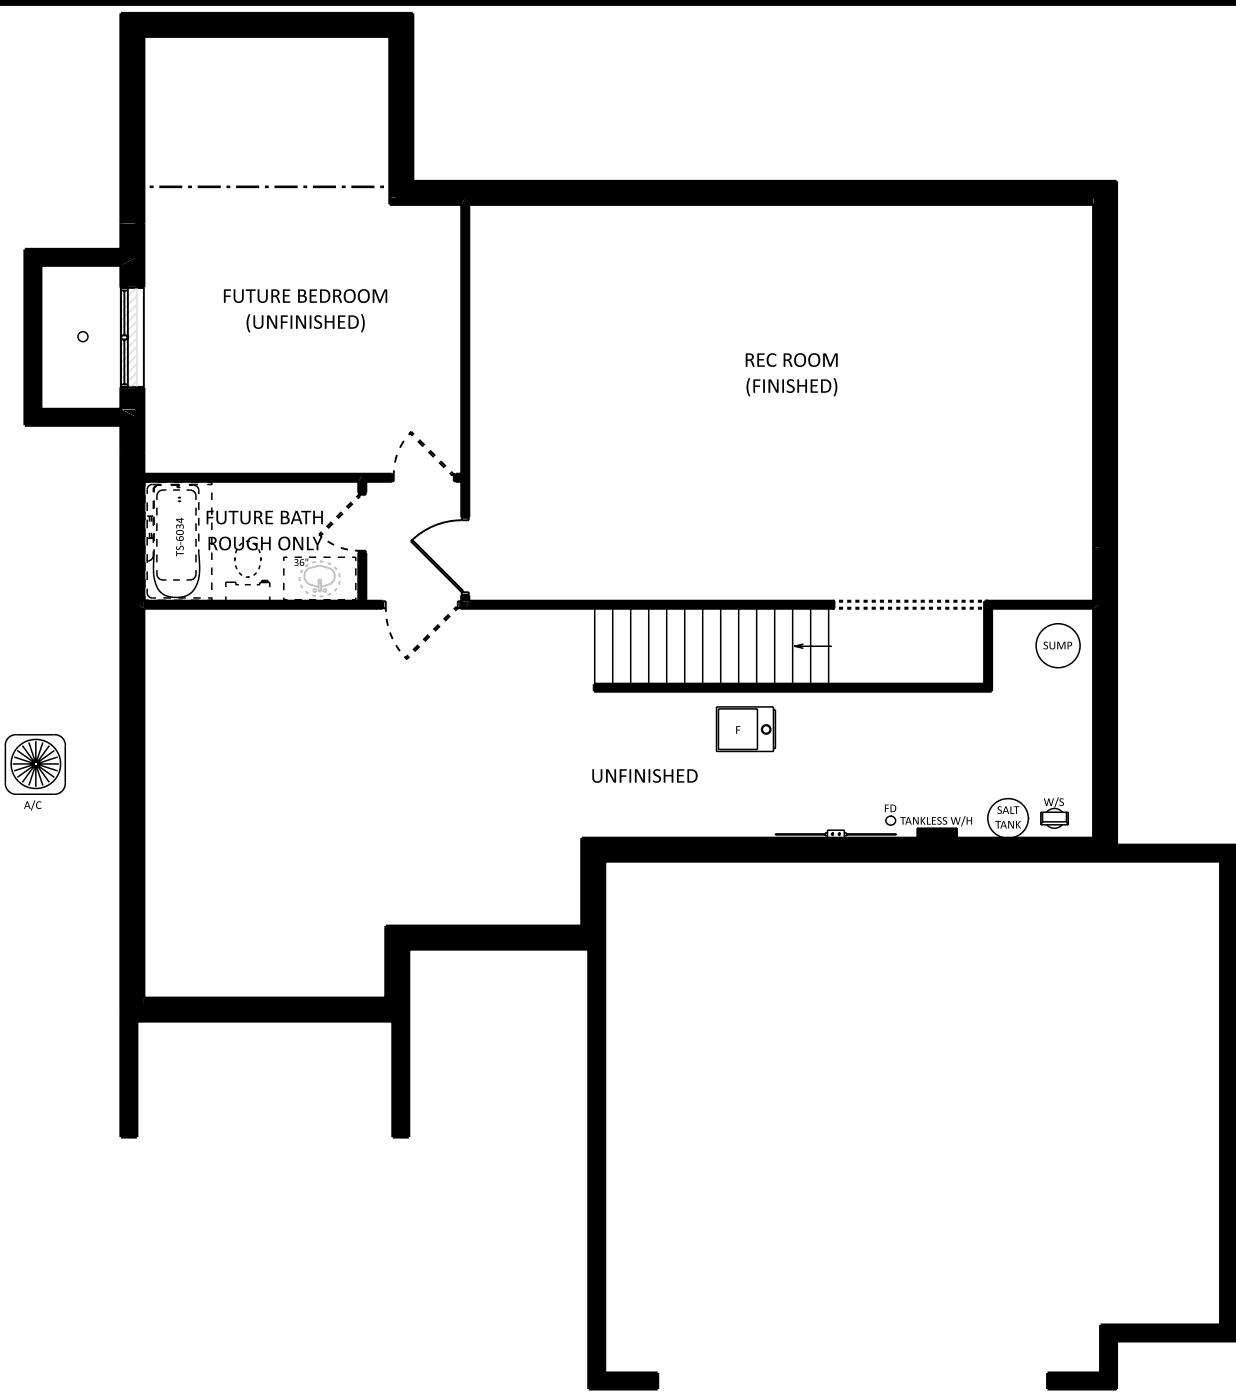 FUTURE BEDROOM
(UNFINISHED)
REC ROOM
(FINISHED)
TS-6034
FUTURE BATH
ROUGH ONLY
36"
SUMP
F
UNFINISHED
A/C
FD
TANKLESS W/H
SALT
TANK
W/S